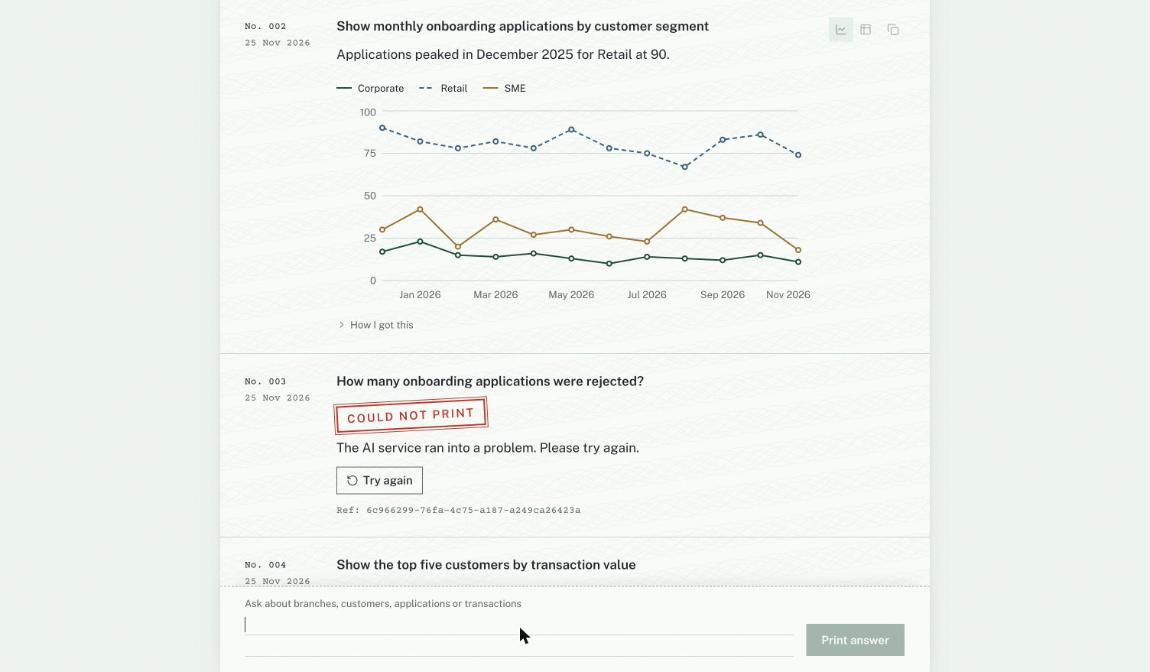 No. 002
25 Nov 2026
Show monthly onboarding applications by customer segment
Applications peaked in December 2025 for Retail at 90.
Corporate Retail SME
100
75
50
25
0
Jan 2026 Mar 2026 May 2026 Jul 2026 Sep 2026 Nov 2026
How I got this
No. 003
25 Nov 2026
How many onboarding applications were rejected?
COULD NOT PRINT
The AI service ran into a problem. Please try again.
Try again
Ref: 6c966299-76fa-4c75-a187-a249ca26423a
No. 004
25 Nov 2026
Show the top five customers by transaction value
Ask about branches, customers, applications or transactions
Print answer